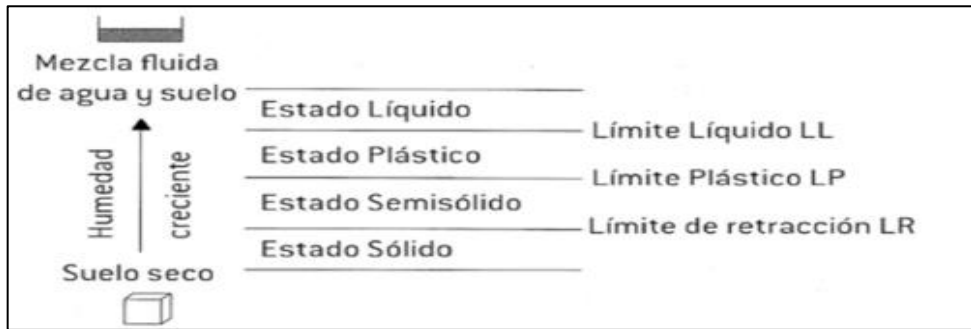 Mezcla fluida
de agua y suelo
Estado Líquido
Límite Líquido LL
Estado Plástico
Límite Plástico LP
Estado Semisólido
Límite de retracción LR
Estado Sólido
Humedad
creciente
Suelo seco